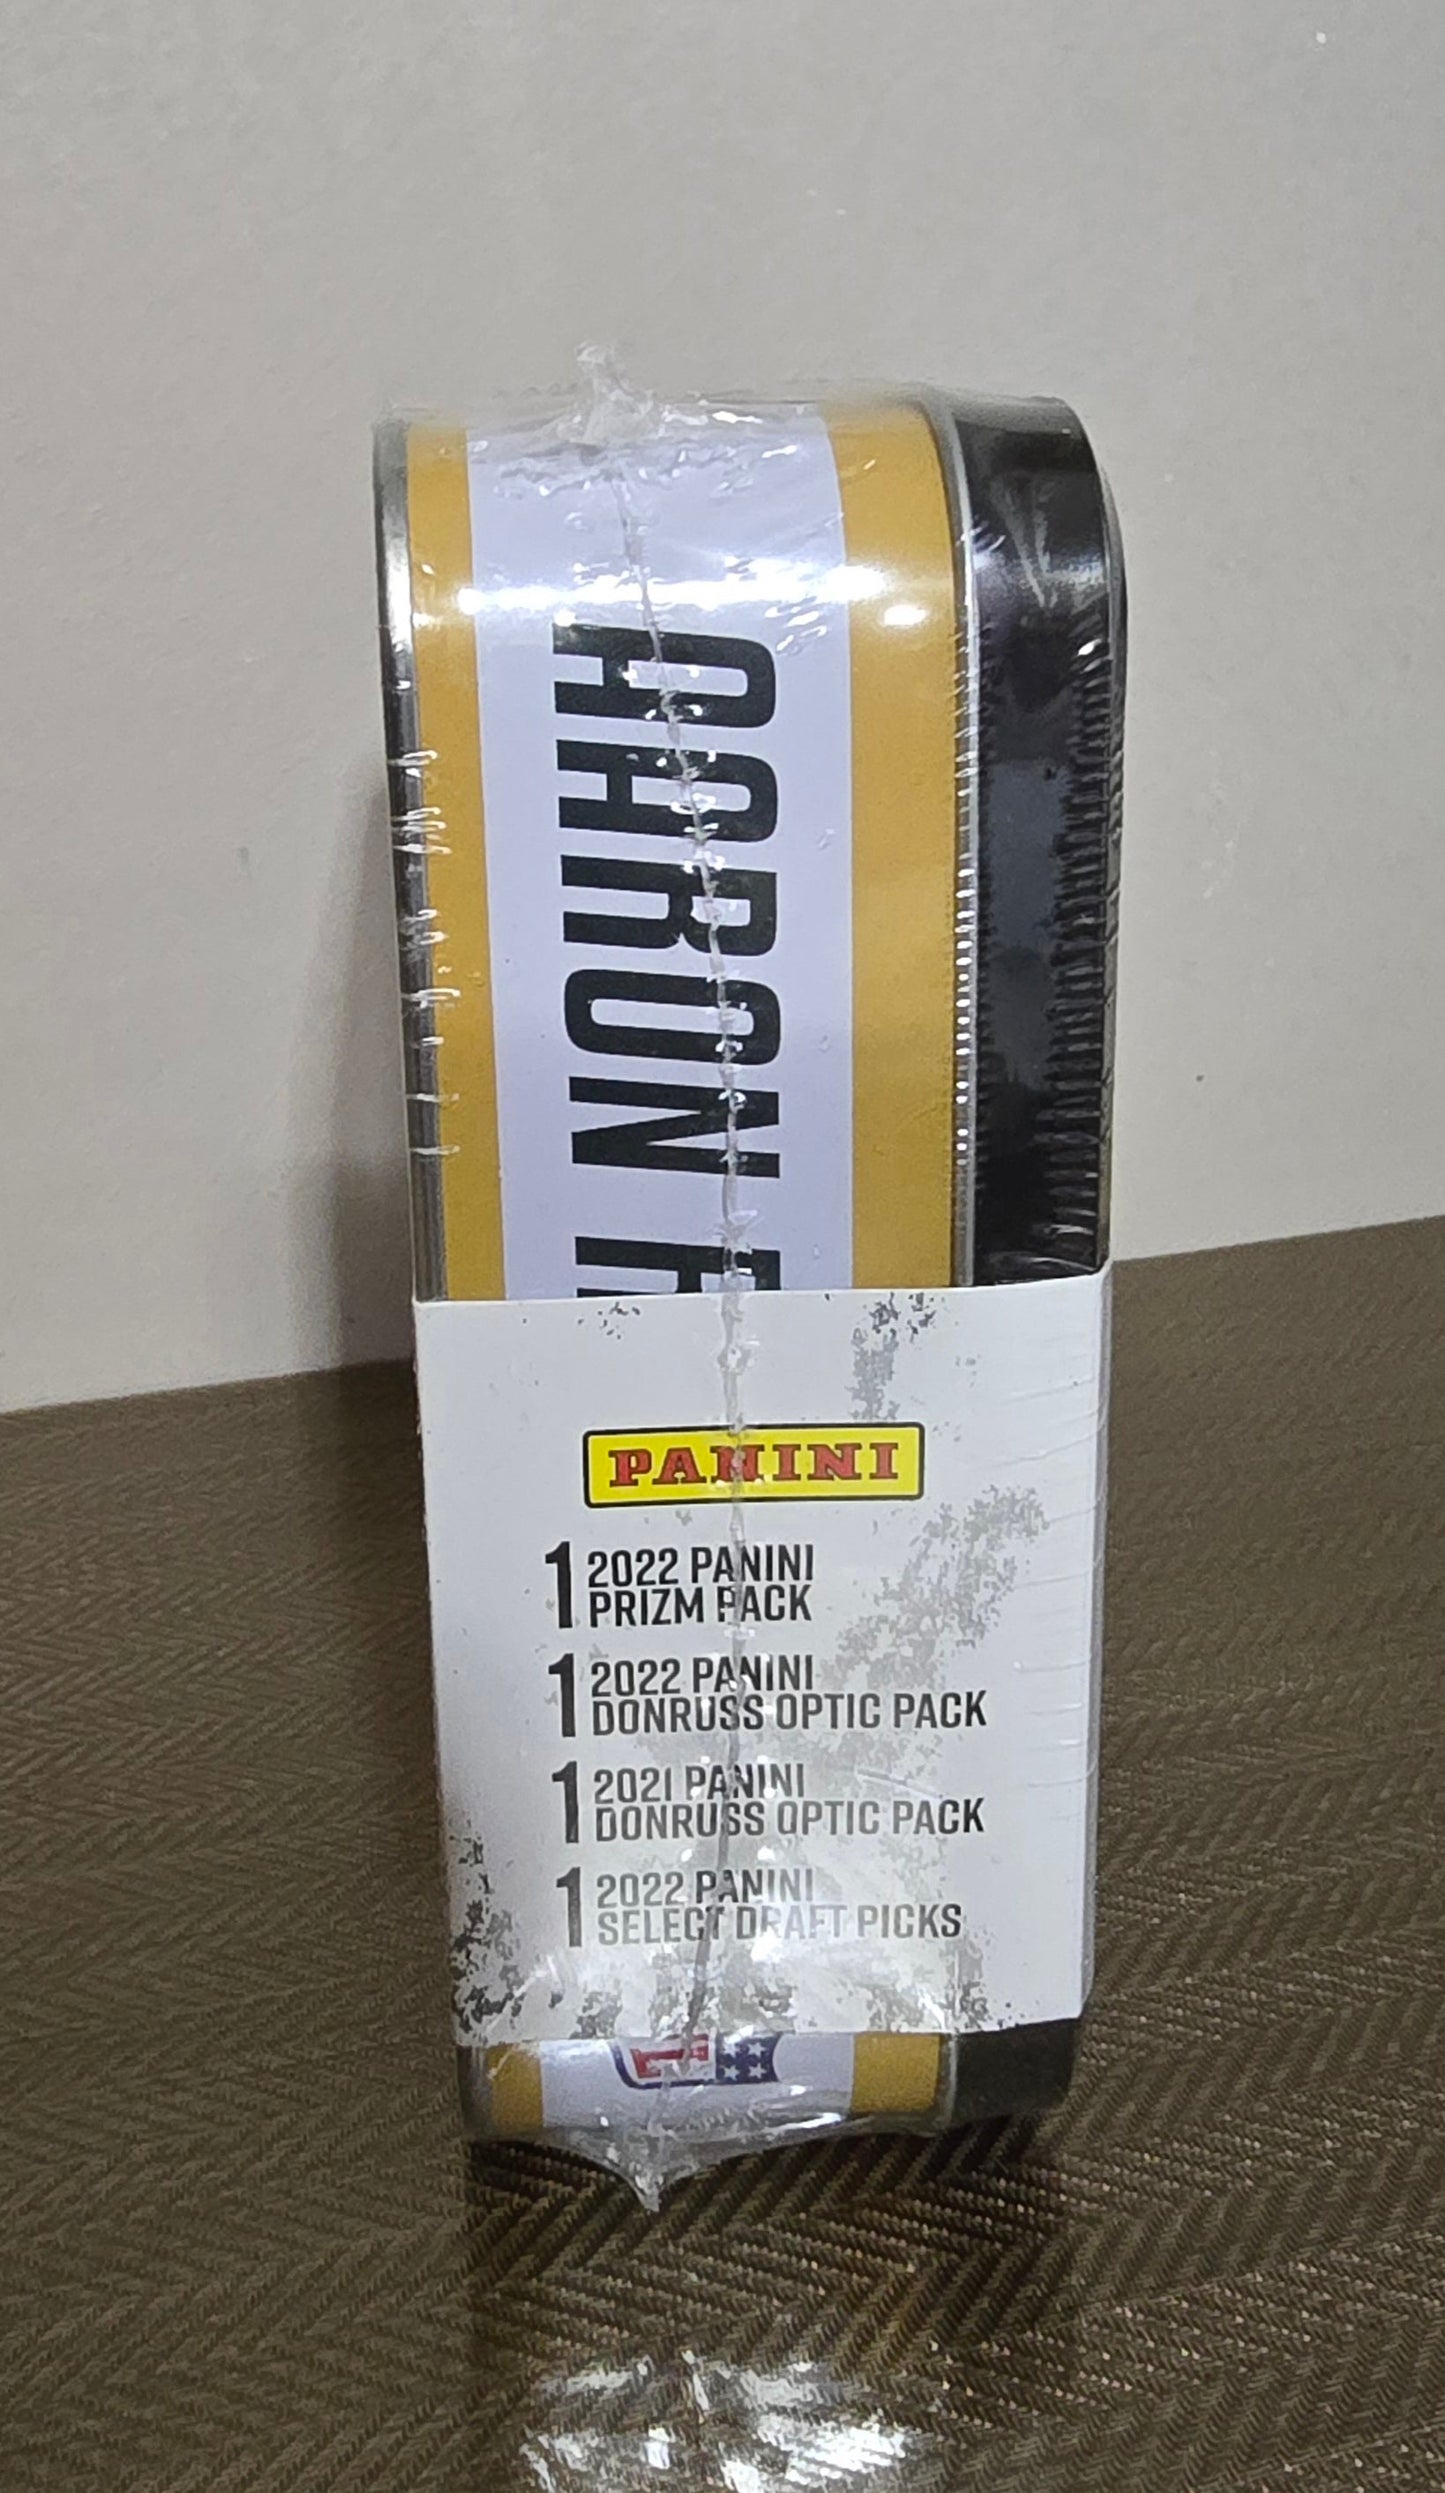 AARON R
PANINI
1 2022 PANINI
PRIZM PACK
1 2022 PANINI
DONRUSS OPTIC PACK
1 2021 PANINI
DONRUSS OPTIC PACK
1 2022 PANINI
SELECT DRAFT PICKS